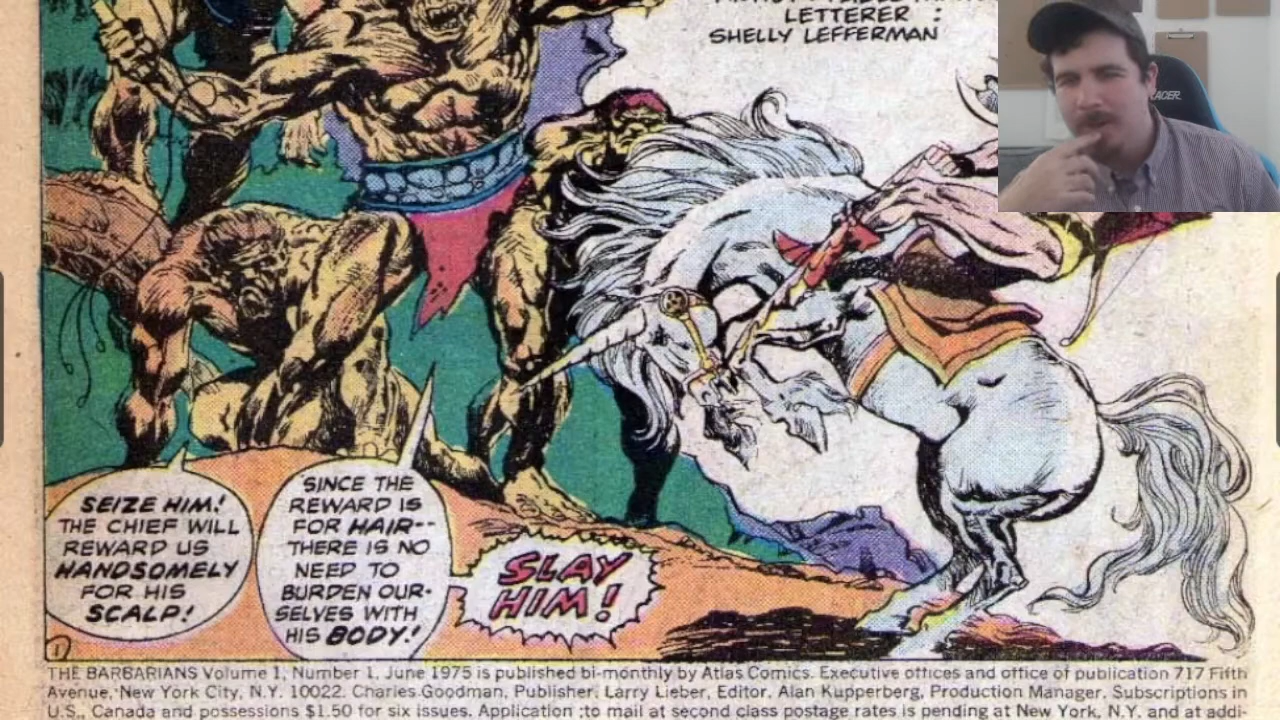 LETTERER :
SHELLY LEFFERMAN
SEIZE HIM!
THE CHIEF WILL
REWARD US
HANDSOMELY
FOR HIS
SCALP!
SINCE THE
REWARD IS
FOR HAIR--
THERE IS NO
NEED TO
BURDEN OUR-
SELVES WITH
HIS BODY!
SLAY
HIM!
1
THE BARBARIANS Volume 1, Number 1, June 1975 is published bi-monthly by Atlas Comics. Executive offices and office of publication 717 Fifth
Avenue, New York City, N.Y. 10022. Charles Goodman, Publisher. Larry Lieber, Editor. Alan Kupperberg, Production Manager. Subscriptions in
U.S., Canada and possessions $1.50 for six issues. Application to mail at second class postage rates is pending at New York, N.Y. and at addi-